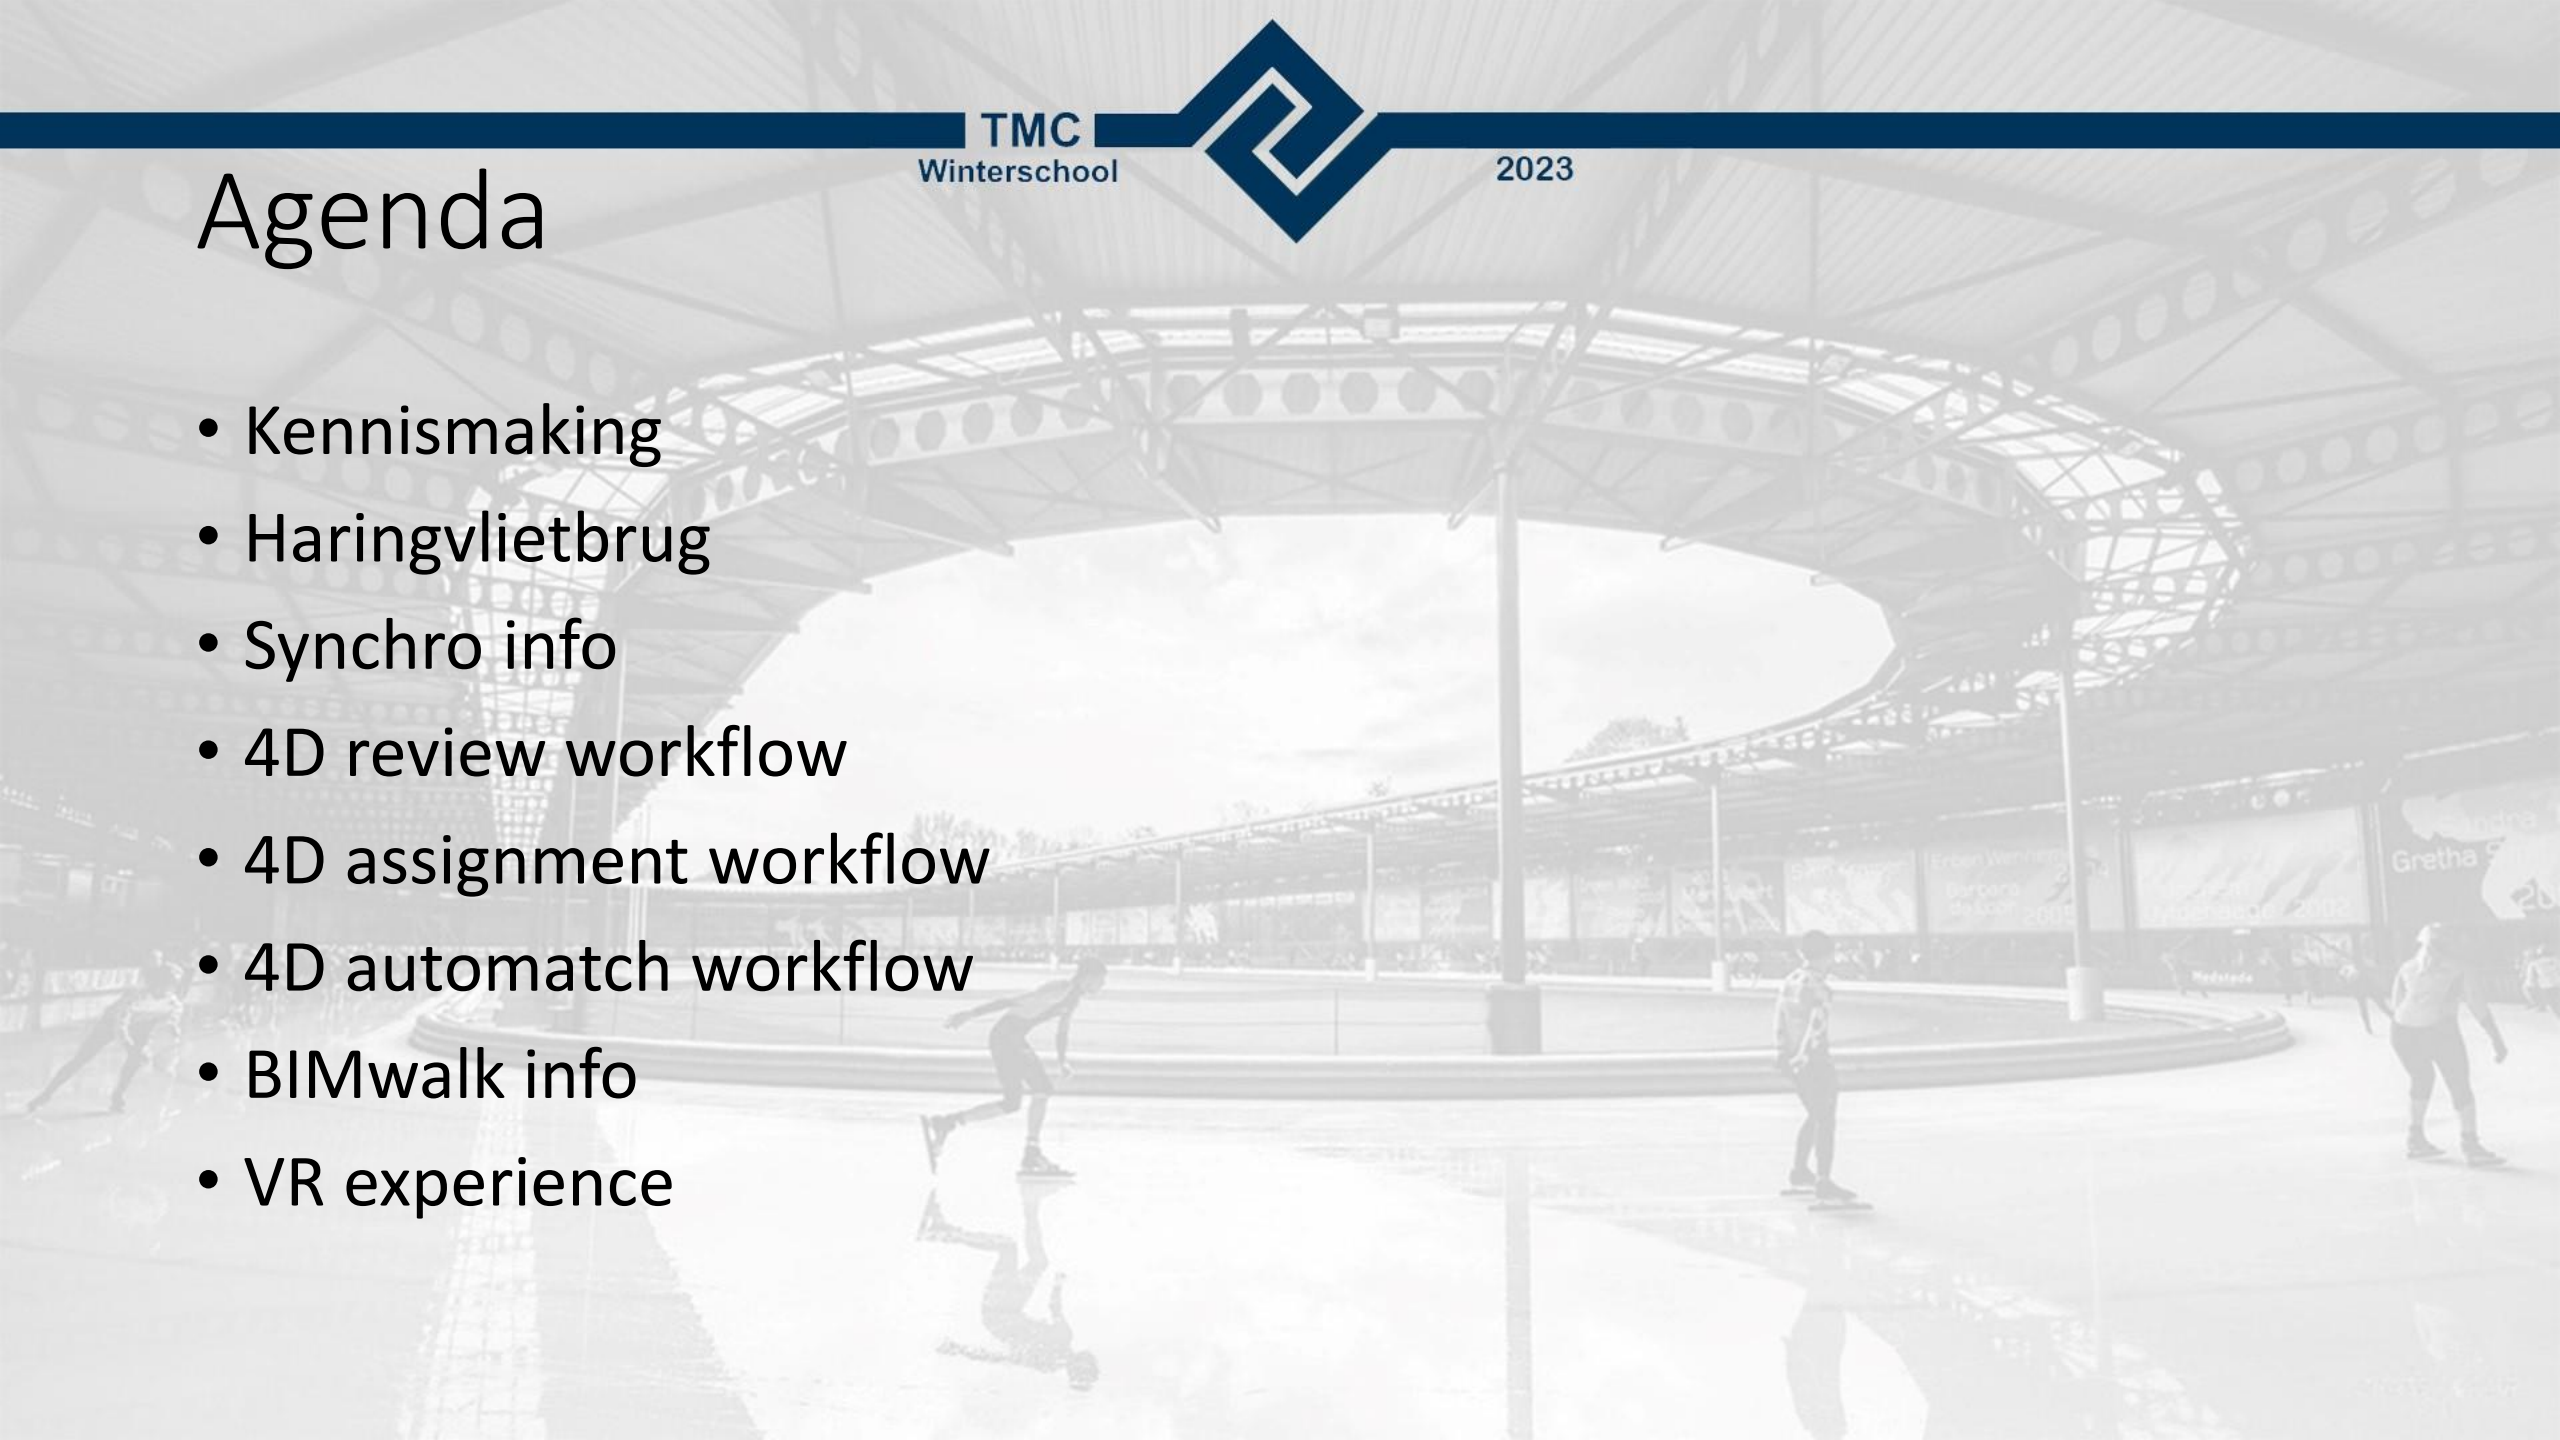 TMC
Winterschool
2023
Agenda
• Kennismaking
• Haringvlietbrug
• Synchro info
• 4D review workflow
• 4D assignment workflow
• 4D automatch workflow
• BIMwalk info
• VR experience
Gretha